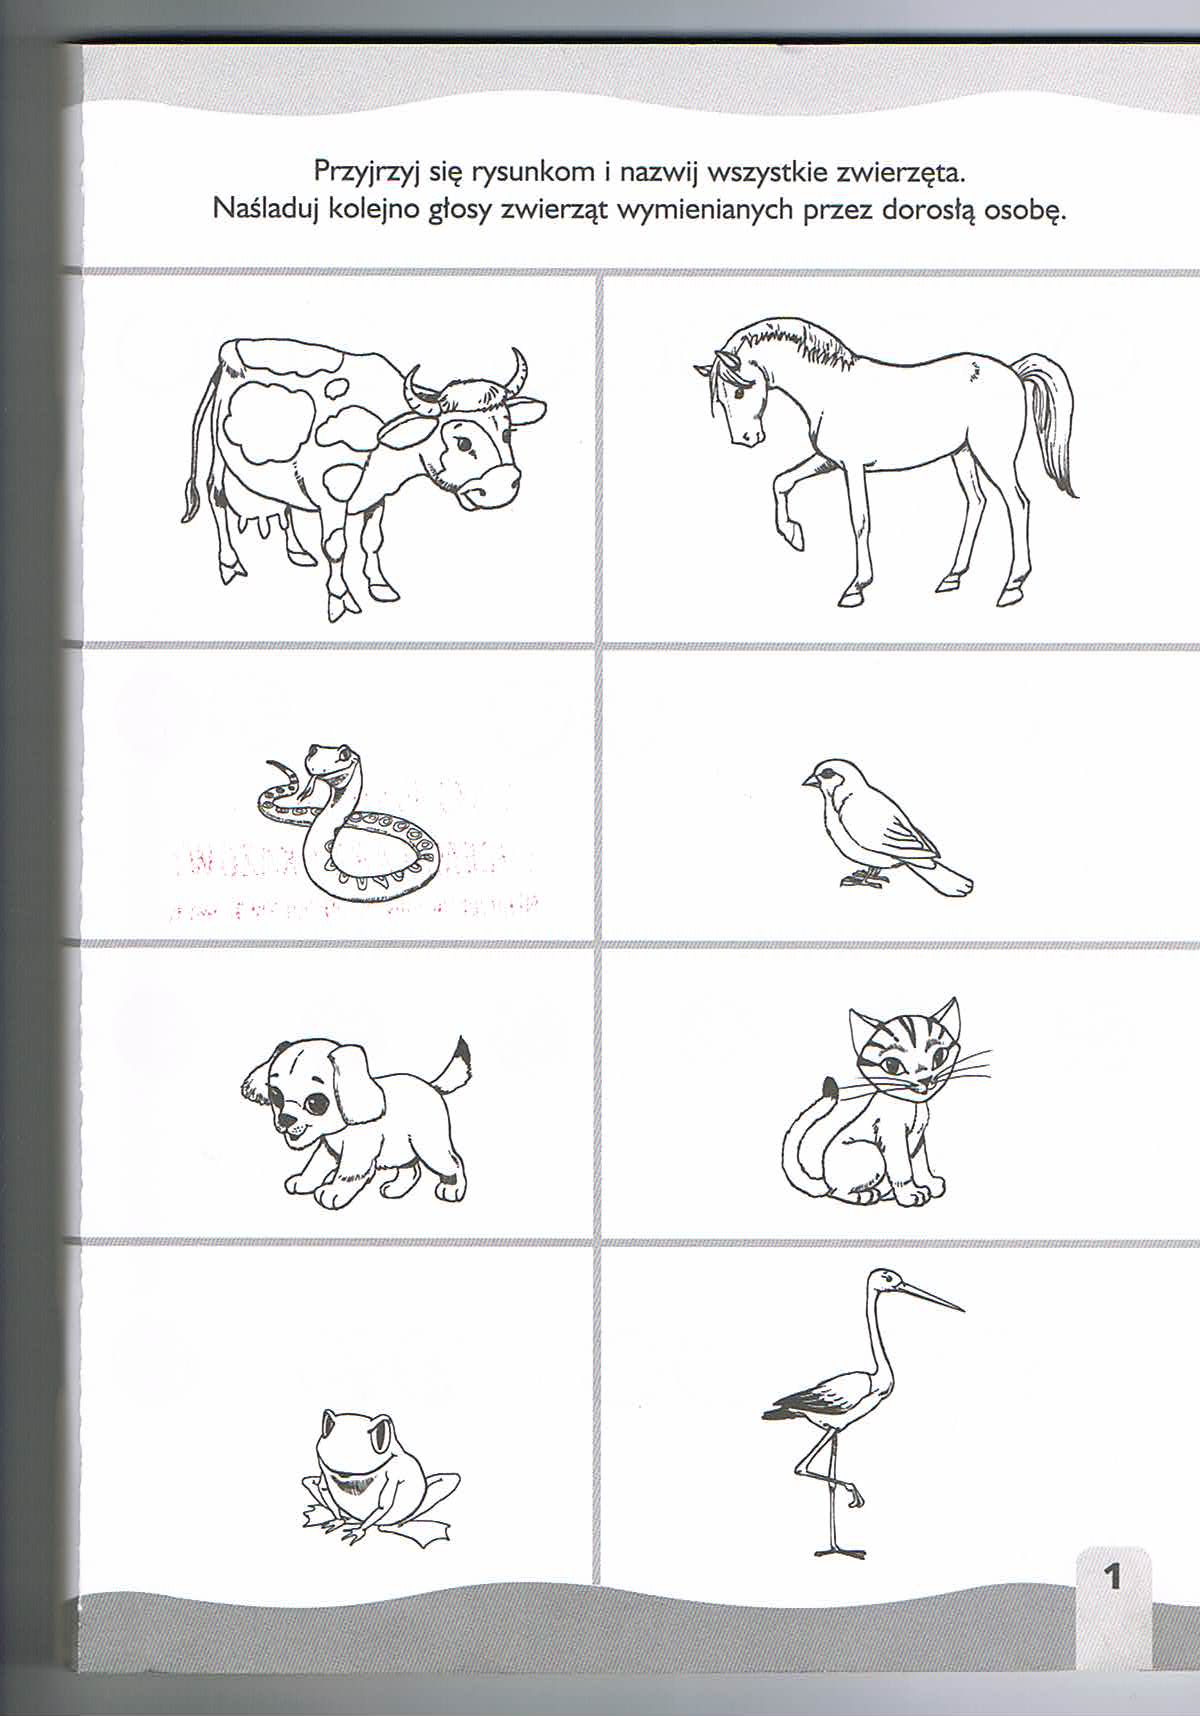 Przyjrzyj się rysunkom i nazwij wszystkie zwierzęta.
Naśladuj kolejno głosy zwierząt wymienianych przez dorosłą osobę.
1